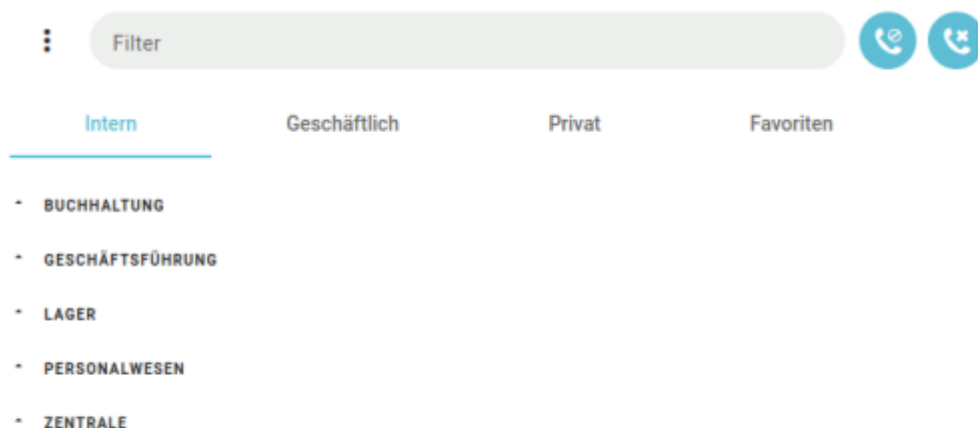 Filter
Intern Geschäftlich Privat Favoriten
BUCHHALTUNG
GESCHÄFTSFÜHRUNG
LAGER
PERSONALWESEN
ZENTRALE